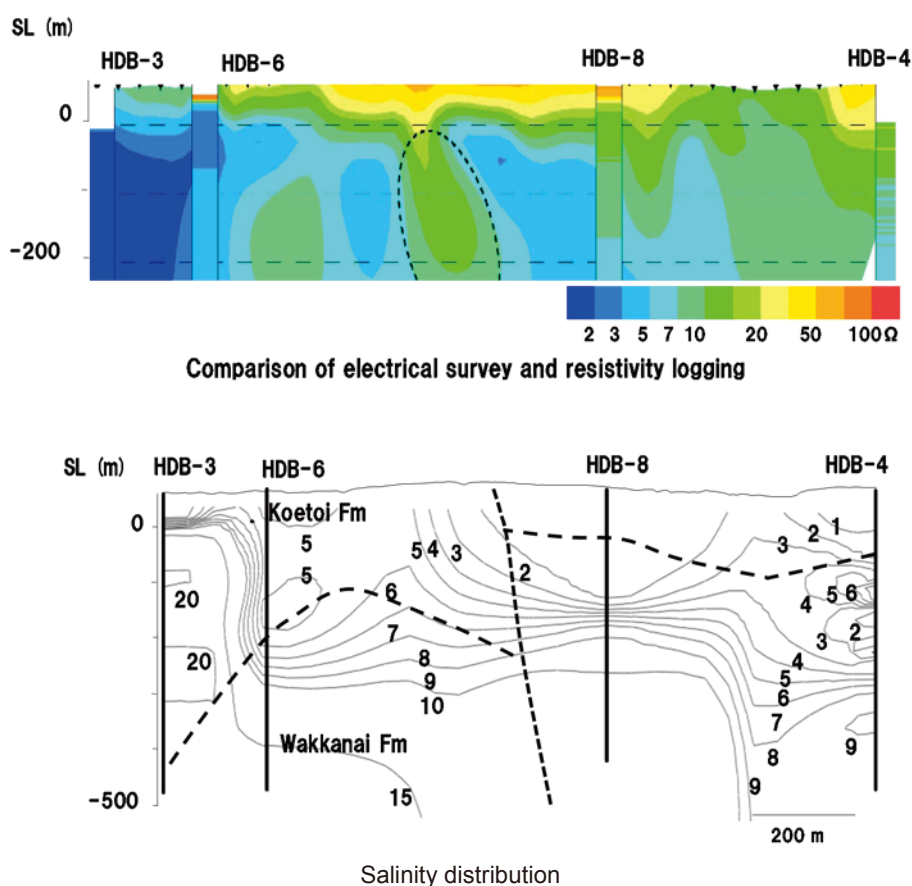 SL (m)
HDB-3 HDB-6 HDB-8 HDB-4
0
-200
2 3 5 7 10 20 50 100Ω
Comparison of electrical survey and resistivity logging
SL (m) HDB-3 HDB-6 HDB-8 HDB-4
Koetoi Fm
0
1
2
3
5 5 4 3
5 2
20 6 4 5 6
7 3 2
20 8 4
9 5
10 6
7
Wakkanai Fm 9
8
15 9
-500
200 m
Salinity distribution